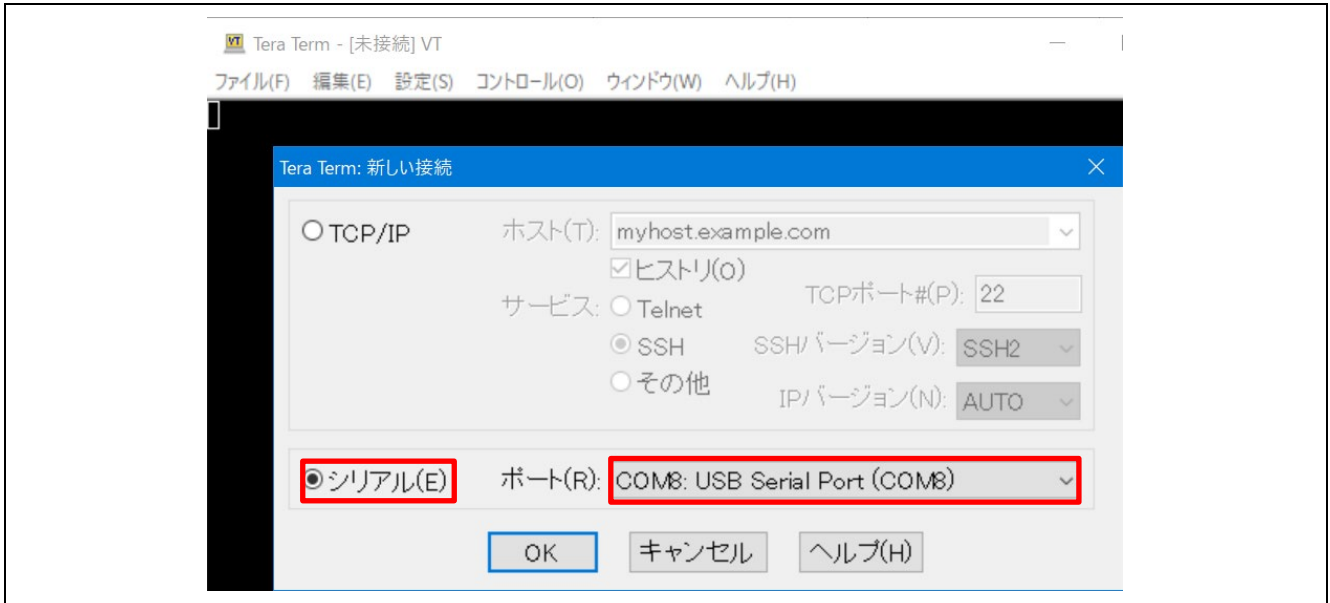 Tera Term - [未接続] VT
ファイル(F) 編集(E) 設定(S) コントロール(O) ウィンドウ(W) ヘルプ(H)
Tera Term: 新しい接続
TCP/IP ホスト(T): myhost.example.com
ヒストリ(O)
サービス: Telnet TCPポート#(P): 22
SSH SSHバージョン(V): SSH2
その他 IPバージョン(N): AUTO
シリアル(E) ポート(R): COM8: USB Serial Port (COM8)
OK キャンセル ヘルプ(H)